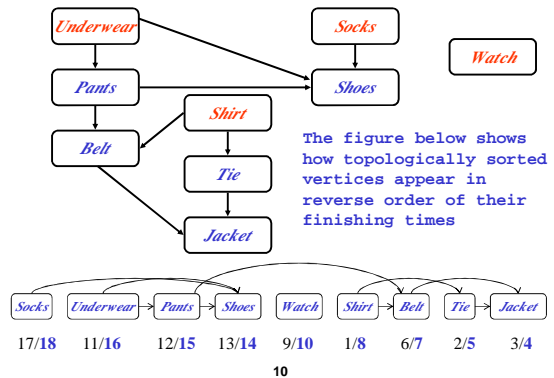 Underwear
Socks
Watch
Pants
Shoes
Shirt
Belt
Tie
Jacket
The figure below shows
how topologically sorted
vertices appear in
reverse order of their
finishing times
Socks Underwear Pants Shoes Watch Shirt Belt Tie Jacket
17/18 11/16 12/15 13/14 9/10 1/8 6/7 2/5 3/4
10